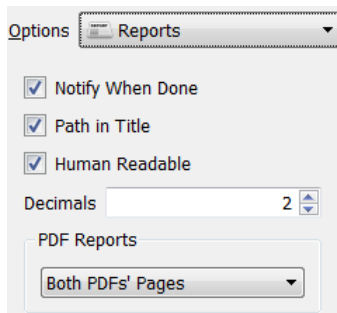 Options Reports
Notify When Done
Path in Title
Human Readable
Decimals 2
PDF Reports
Both PDFs' Pages